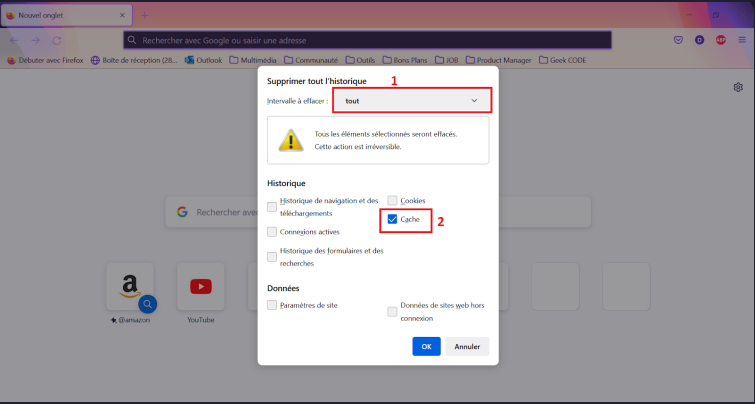 Nouvel onglet
Rechercher avec Google ou saisir une adresse
ABP
Débuter avec Firefox Boîte de réception (28... Outlook Multimédia Communauté Outils Bons Plans JOB Product Manager Geek CODE
Supprimer tout l'historique
1
Intervalle à effacer : tout
Tous les éléments sélectionnés seront effacés.
Cette action est irréversible.
Historique
Historique de navigation et des
téléchargements
Cookies
Cache
2
Connexions actives
Historique des formulaires et des
recherches
Rechercher ave
Données
Paramètres de site
Données de sites web hors
connexion
a
@amazon
YouTube
OK
Annuler